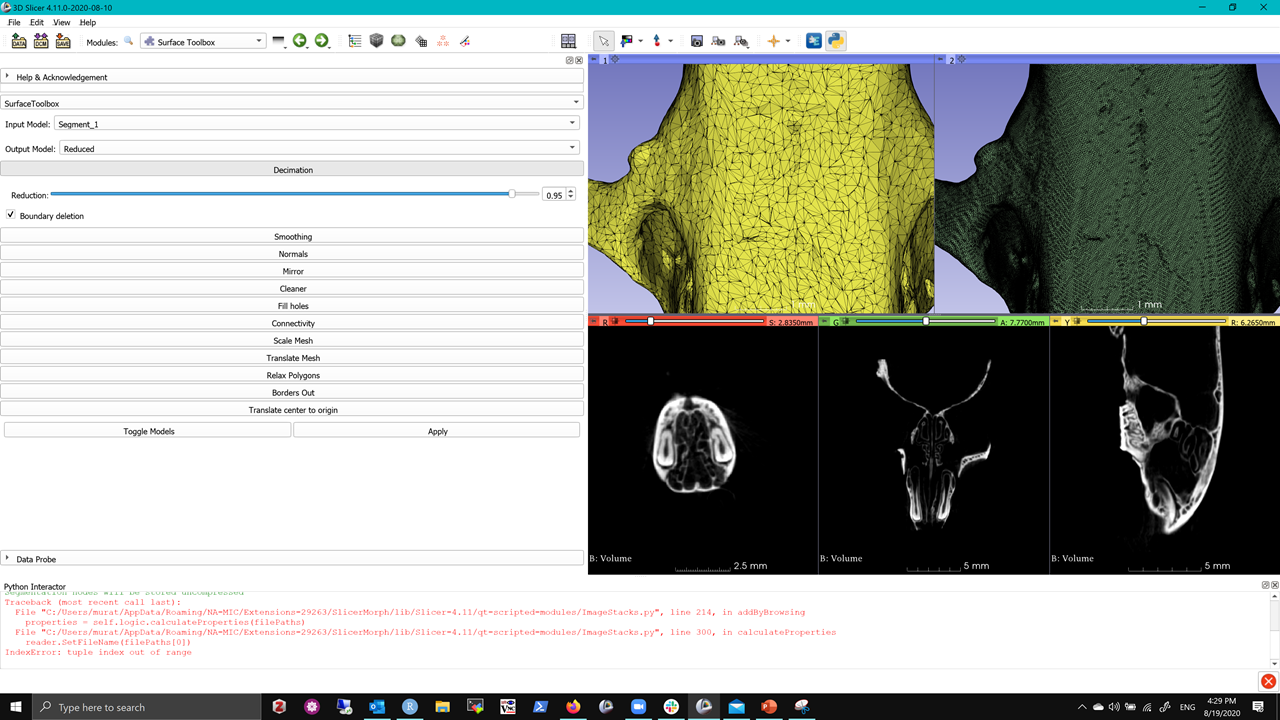 3D Slicer 4.11.0-2020-08-10
File Edit View Help
DATA DCM SAVE Modules: Surface Toolbox
Help & Acknowledgement
SurfaceToolbox
Input Model: Segment_1
Output Model: Reduced
Decimation
Reduction: 0.95
Boundary deletion
Smoothing
Normals
Mirror
Cleaner
Fill holes
Connectivity
Scale Mesh
Translate Mesh
Relax Polygons
Borders Out
Translate center to origin
Toggle Models Apply
Data Probe
1
mm
2
1 mm
R S: 2.8350mm
B: Volume
2.5 mm
G A: 7.7700mm
B: Volume
5 mm
Y R: 6.2650mm
B: Volume
5 mm
Python Interactor
Segmentation nodes will be stored uncompressed
Traceback (most recent call last):
File "C:/Users/murat/AppData/Roaming/NA-MIC/Extensions-29263/SlicerMorph/lib/Slicer-4.11/qt-scripted-modules/ImageStacks.py", line 214, in addByBrowsing
properties = self.logic.calculateProperties(filePaths)
File "C:/Users/murat/AppData/Roaming/NA-MIC/Extensions-29263/SlicerMorph/lib/Slicer-4.11/qt-scripted-modules/ImageStacks.py", line 300, in calculateProperties
reader.SetFileName(filePaths[0])
IndexError: tuple index out of range
Type here to search
ENG
4:29 PM
8/19/2020